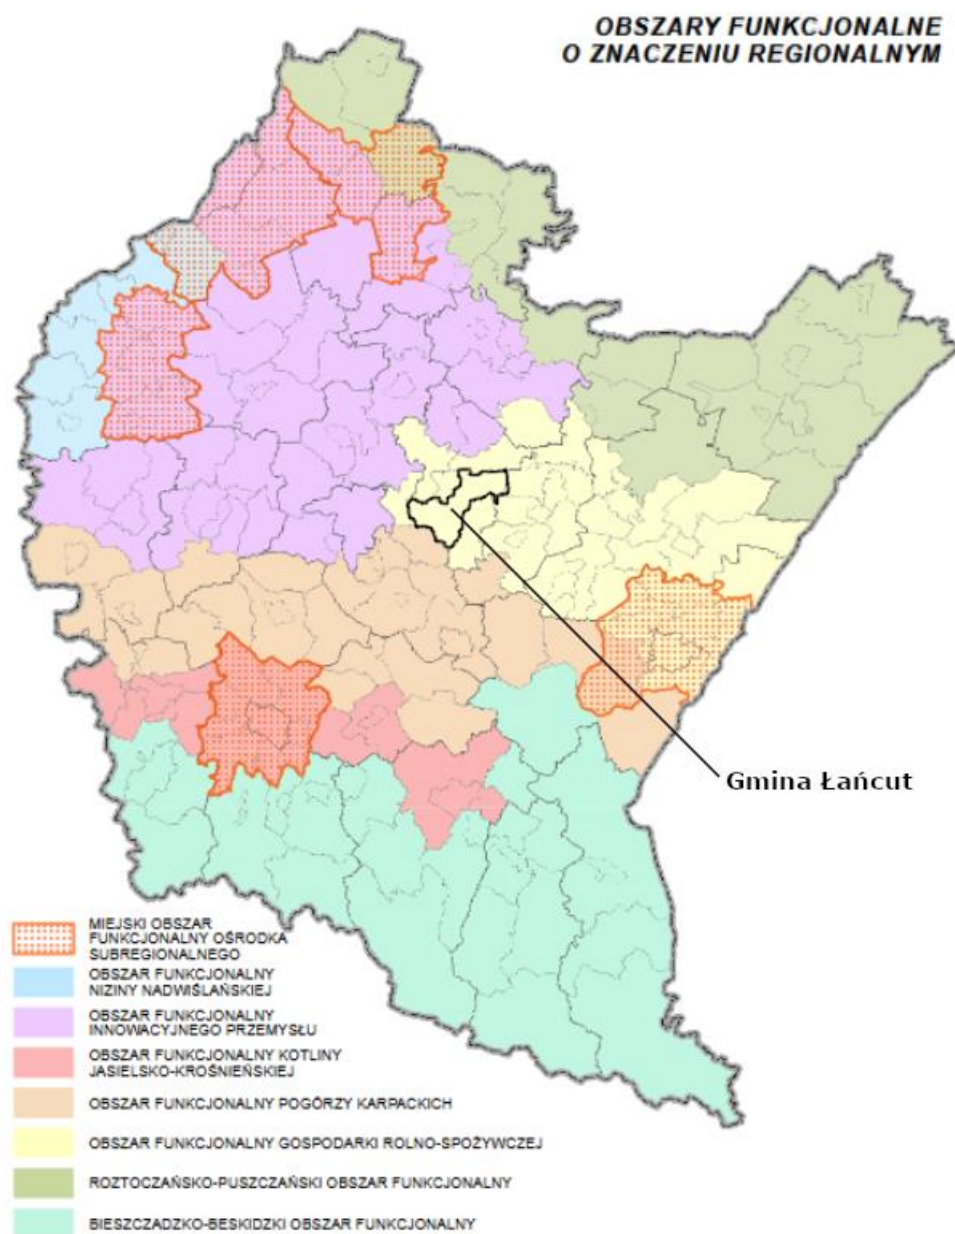 OBSZARY FUNKCJONALNE
O ZNACZENIU REGIONALNYM
Gmina Łańcut
MIEJSKI OBSZAR
FUNKCJONALNY OŚRODKA
SUBREGIONALNEGO
OBSZAR FUNKCJONALNY
NIZINY NADWIŚLAŃSKIEJ
OBSZAR FUNKCJONALNY
INNOWACYJNEGO PRZEMYSŁU
OBSZAR FUNKCJONALNY KOTLINY
JASIELSKO-KROŚNIEŃSKIEJ
OBSZAR FUNKCJONALNY POGÓRZY KARPACKICH
OBSZAR FUNKCJONALNY GOSPODARKI ROLNO-SPOŻYWCZEJ
ROZTOCZAŃSKO-PUSZCZAŃSKI OBSZAR FUNKCJONALNY
BIESZCZADZKO-BESKIDZKI OBSZAR FUNKCJONALNY